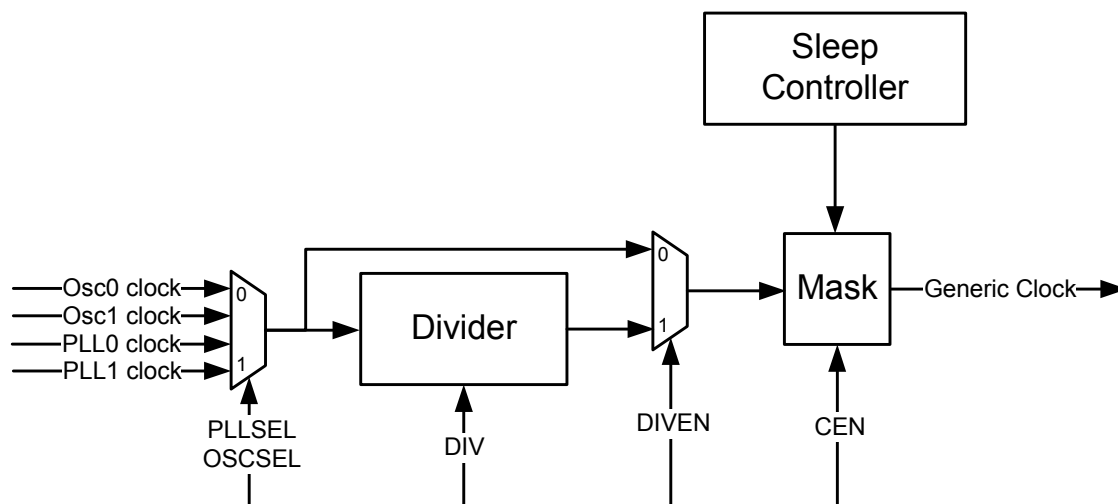 Sleep
Controller
0
Osc0 clock
0
Osc1 clock
Divider
Mask
Generic Clock
1
PLL0 clock
PLL1 clock
1
PLLSEL
OSCSEL
DIV
DIVEN
CEN